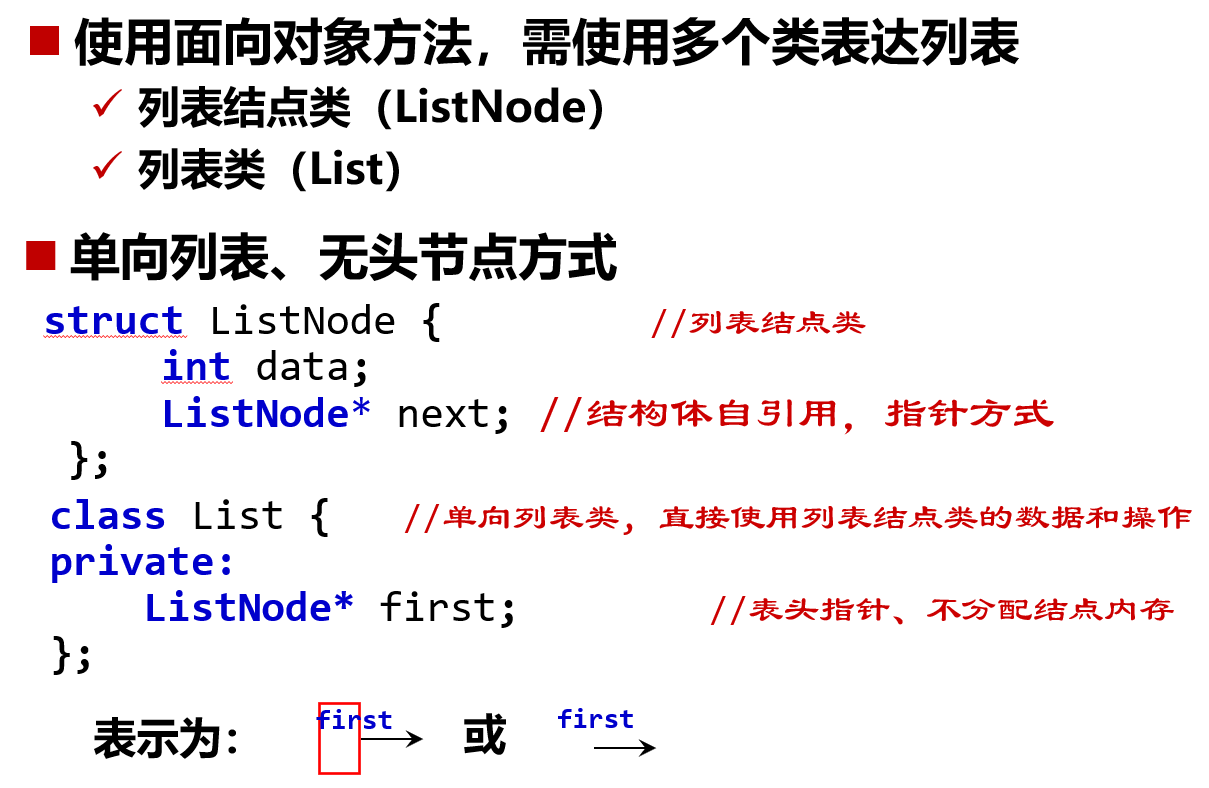 使用面向对象方法，需使用多个类表达列表
列表结点类（ListNode）
列表类（List）
单向列表、无头节点方式
struct ListNode { //列表结点类
int data;
ListNode* next; //结构体自引用，指针方式
};
class List { //单向列表类，直接使用列表结点类的数据和操作
private:
ListNode* first; //表头指针、不分配结点内存
};
表示为： first 或 first